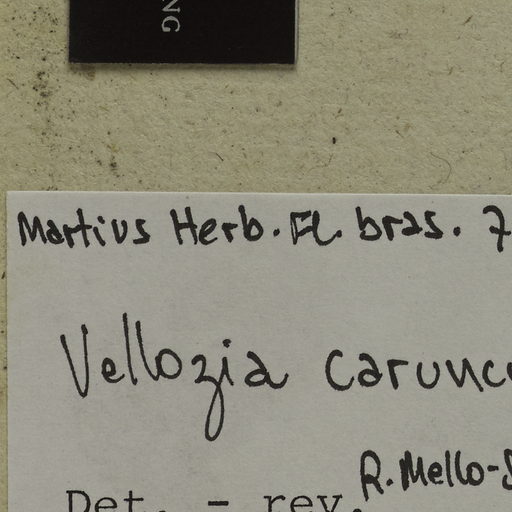 NG
Martius Herb. Fl. bras. 7
Vellozia carunc
R. Mello-S
Det. - rev.